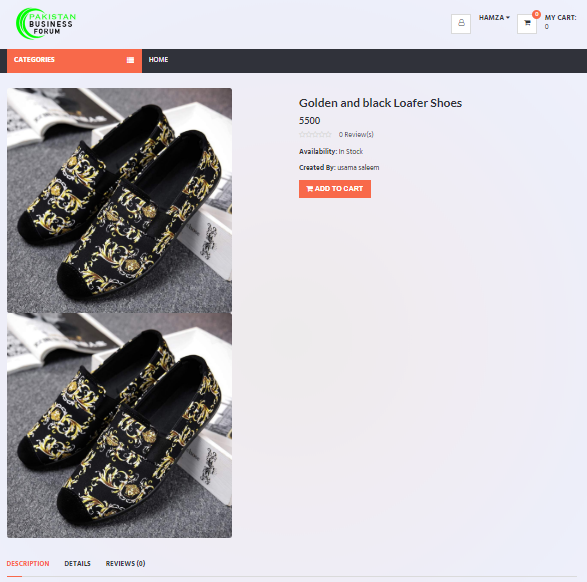 PAKISTAN
BUSINESS
FORUM
HAMZA
0
MY CART:
0
CATEGORIES
HOME
Golden and black Loafer Shoes
5500
0 Review(s)
Availability: In Stock
Created By: usama saleem
ADD TO CART
DESCRIPTION
DETAILS
REVIEWS (0)